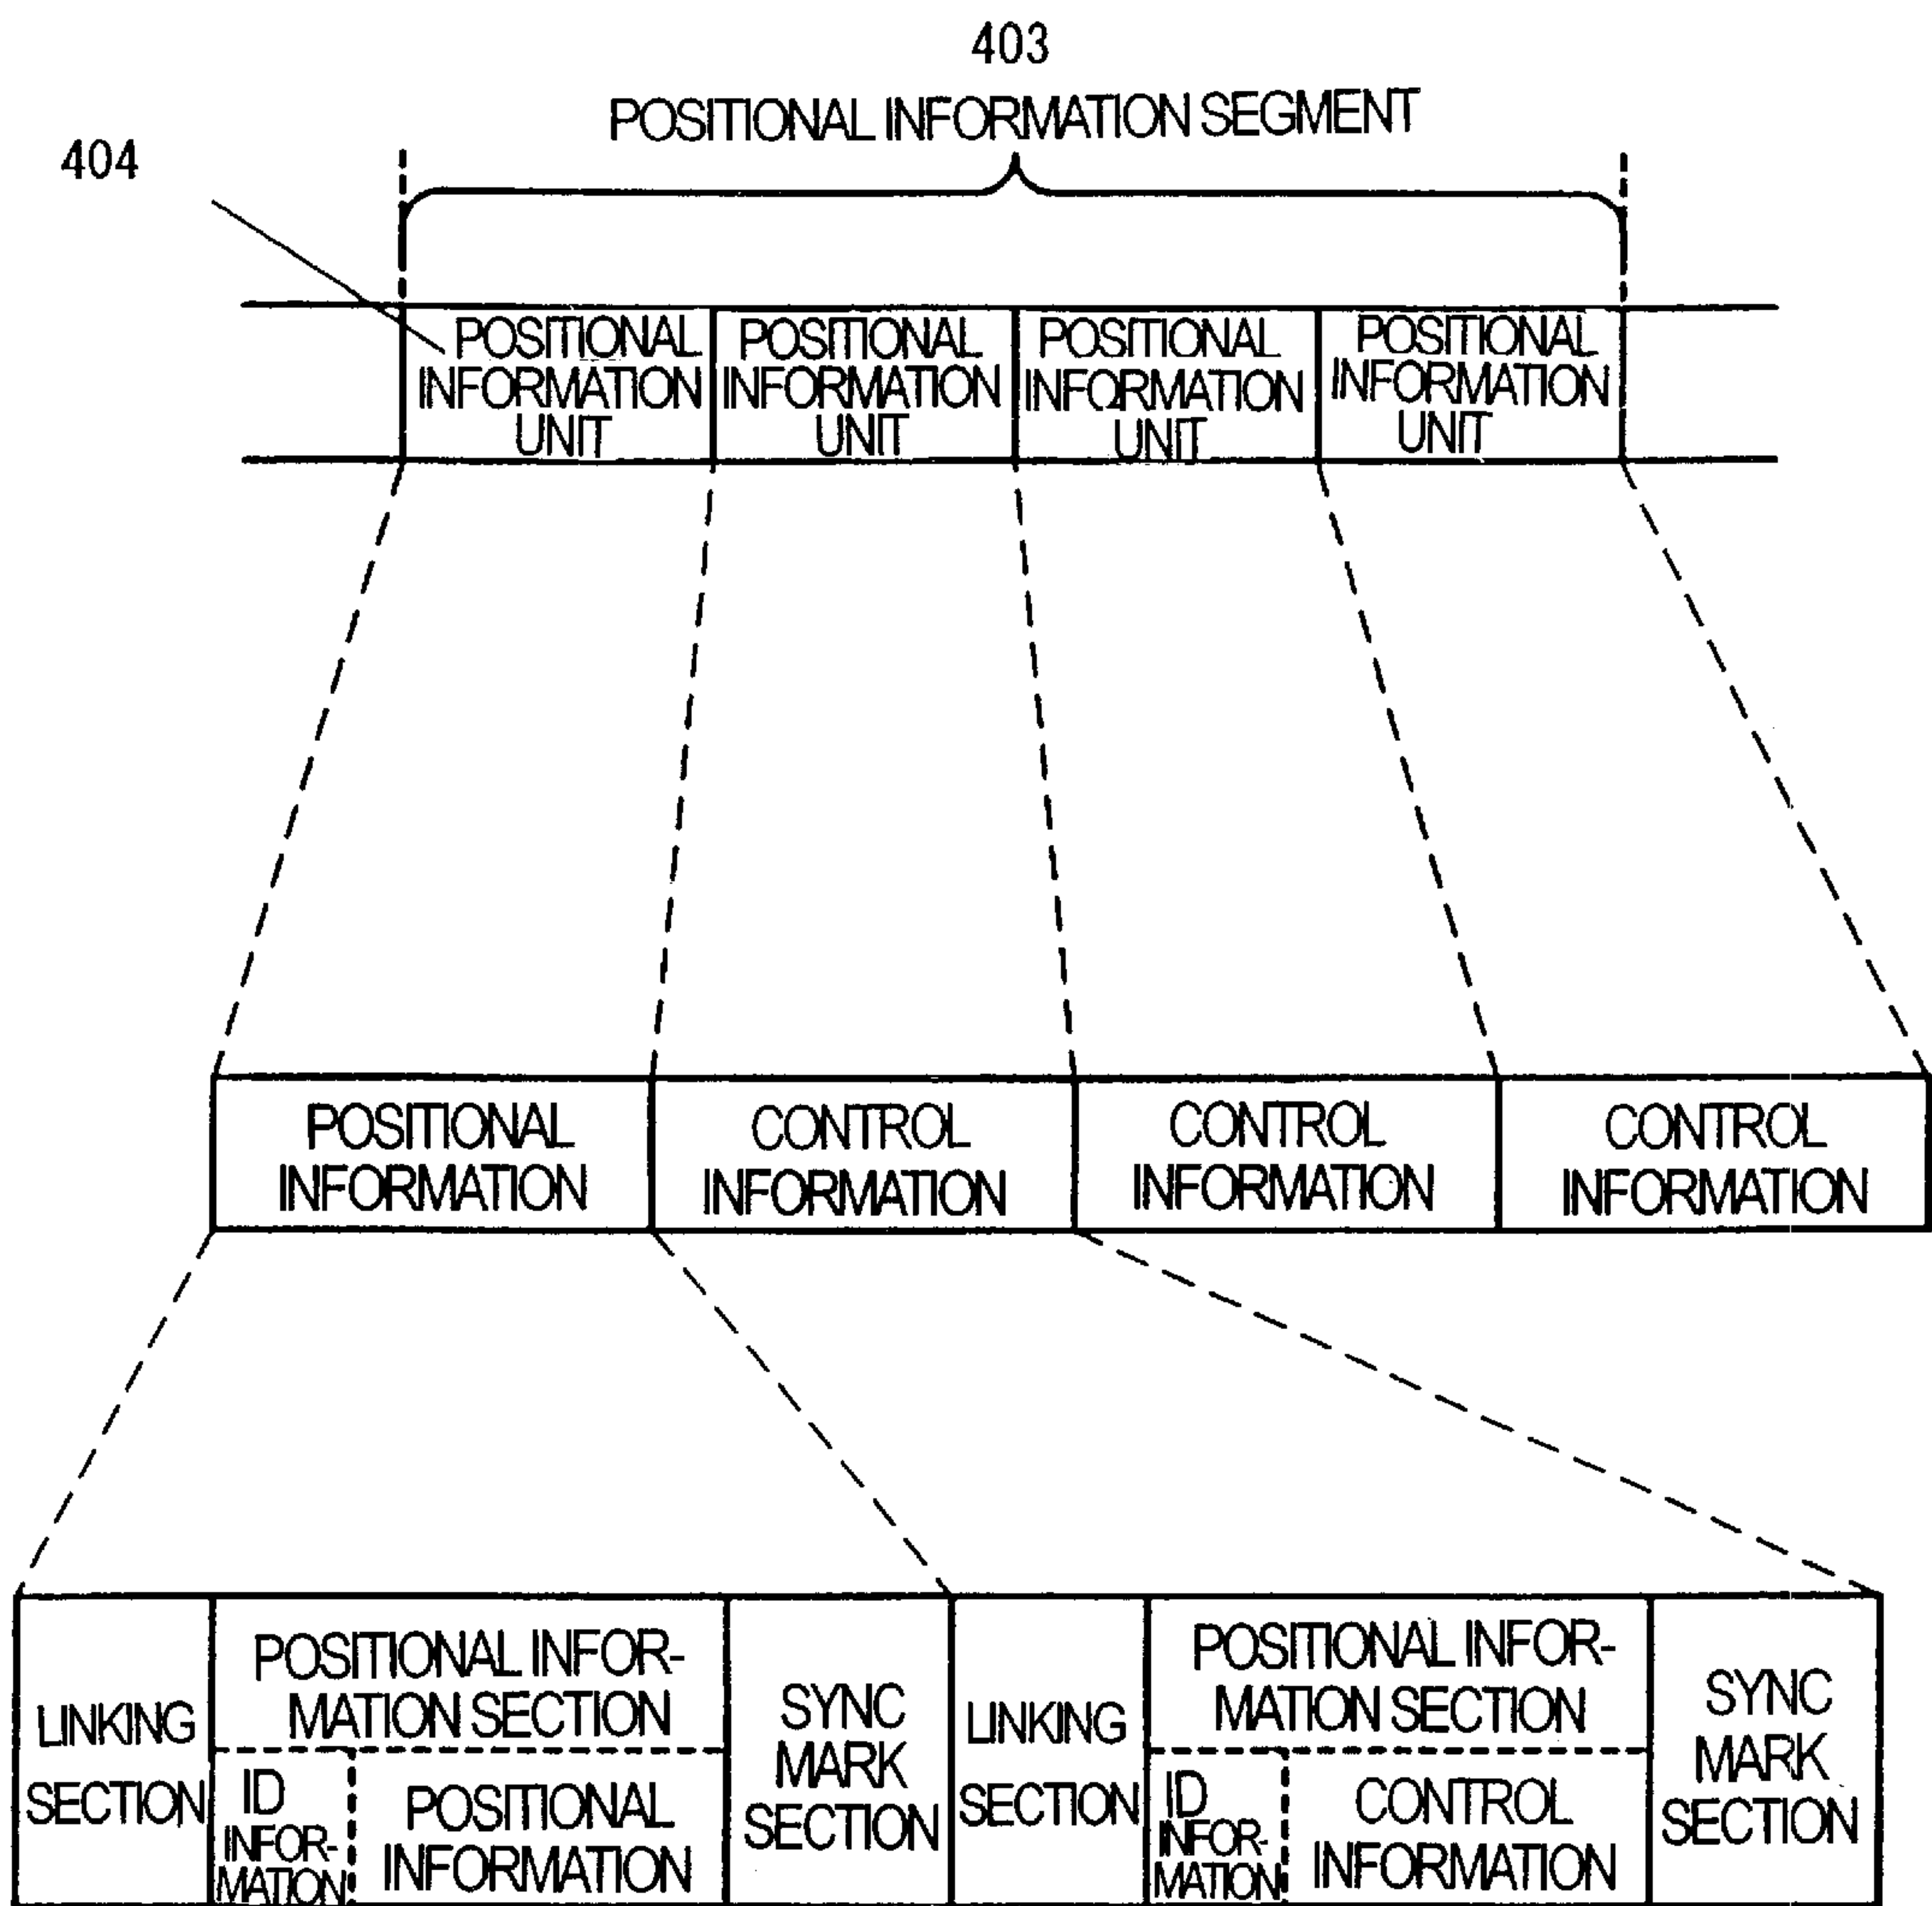 403
POSITIONAL INFORMATION SEGMENT
404
POSITIONAL
INFORMATION
UNIT
POSITIONAL
INFORMATION
UNIT
POSITIONAL
INFORMATION
UNIT
POSITIONAL
INFORMATION
UNIT
POSITIONAL
INFORMATION
CONTROL
INFORMATION
CONTROL
INFORMATION
CONTROL
INFORMATION
LINKING
SECTION
POSITIONAL INFOR-
MATION SECTION
ID
INFOR-
MATION
POSITIONAL
INFORMATION
SYNC
MARK
SECTION
LINKING
SECTION
POSITIONAL INFOR-
MATION SECTION
ID
INFOR-
MATION
CONTROL
INFORMATION
SYNC
MARK
SECTION